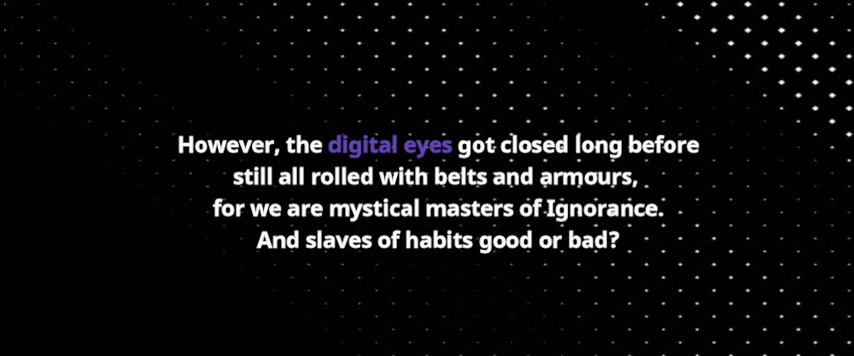 However, the digital eyes got closed long before
still all rolled with belts and armours,
for we are mystical masters of Ignorance.
And slaves of habits good or bad?